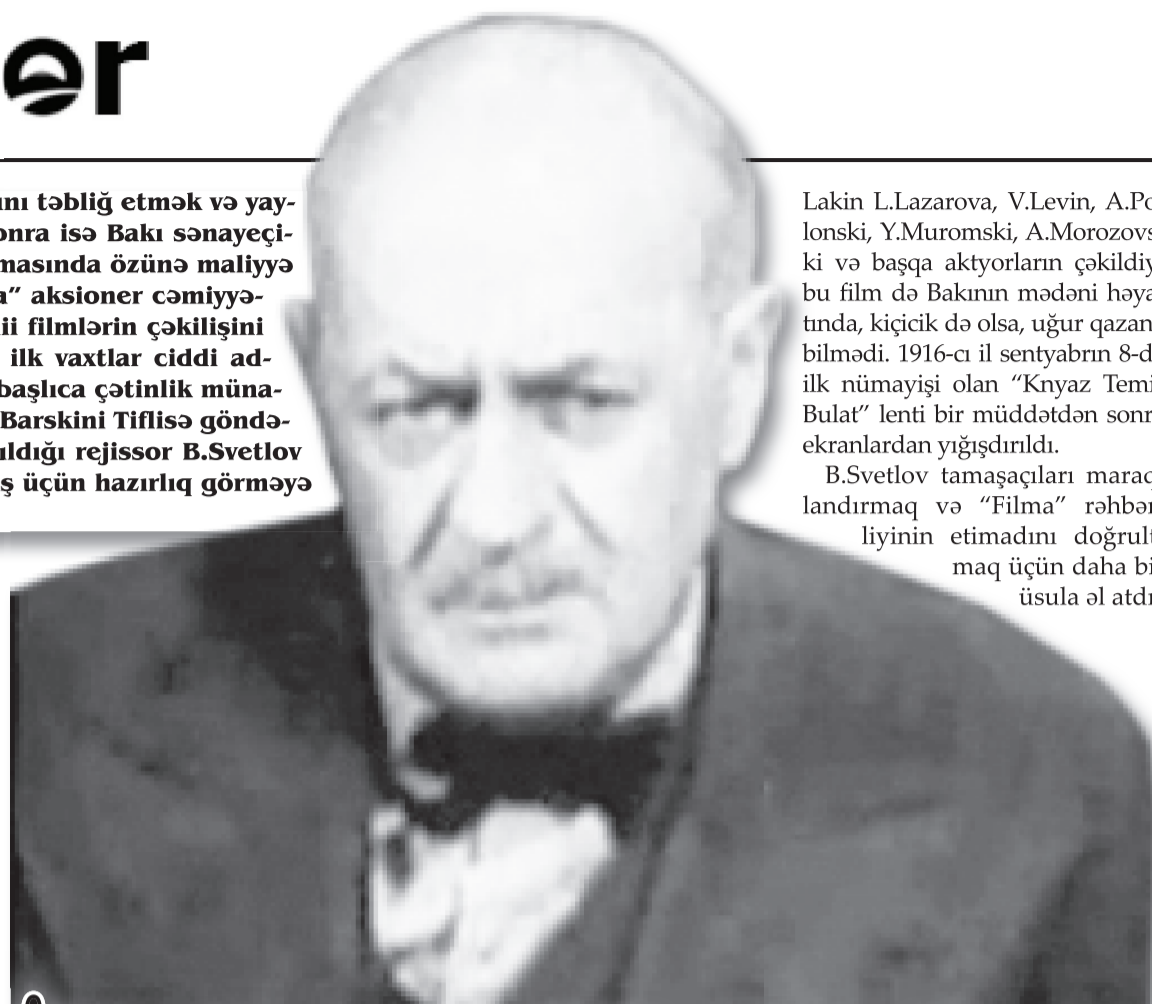 ər
ını təbliğ etmək və yay-
onra isə Bakı sənayeçi-
masında özünə maliyyə
a” aksioner cəmiyyə-
ii filmlərin çəkilişini
ilk vaxtlar ciddi ad-
başlıca çətinlik müna-
Barskini Tiflisə göndə-
ıldığı rejissor B.Svetlov
ş üçün hazırlıq görməyə
Lakin L.Lazarova, V.Levin, A.Po
lonski, Y.Muromski, A.Morozovs
ki və başqa aktyorların çəkildiy
bu film də Bakının mədəni həya
tında, kiçicik də olsa, uğur qazan
bilmədi. 1916-cı il sentyabrın 8-d
ilk nümayişi olan “Knyaz Temi
Bulat” lenti bir müddətdən sonr
ekranlardan yığışdırıldı.
B.Svetlov tamaşaçıları maraq
landırmaq və “Filma” rəhbər
liyinin etimadını doğrult
maq üçün daha bi
üsula əl atdı